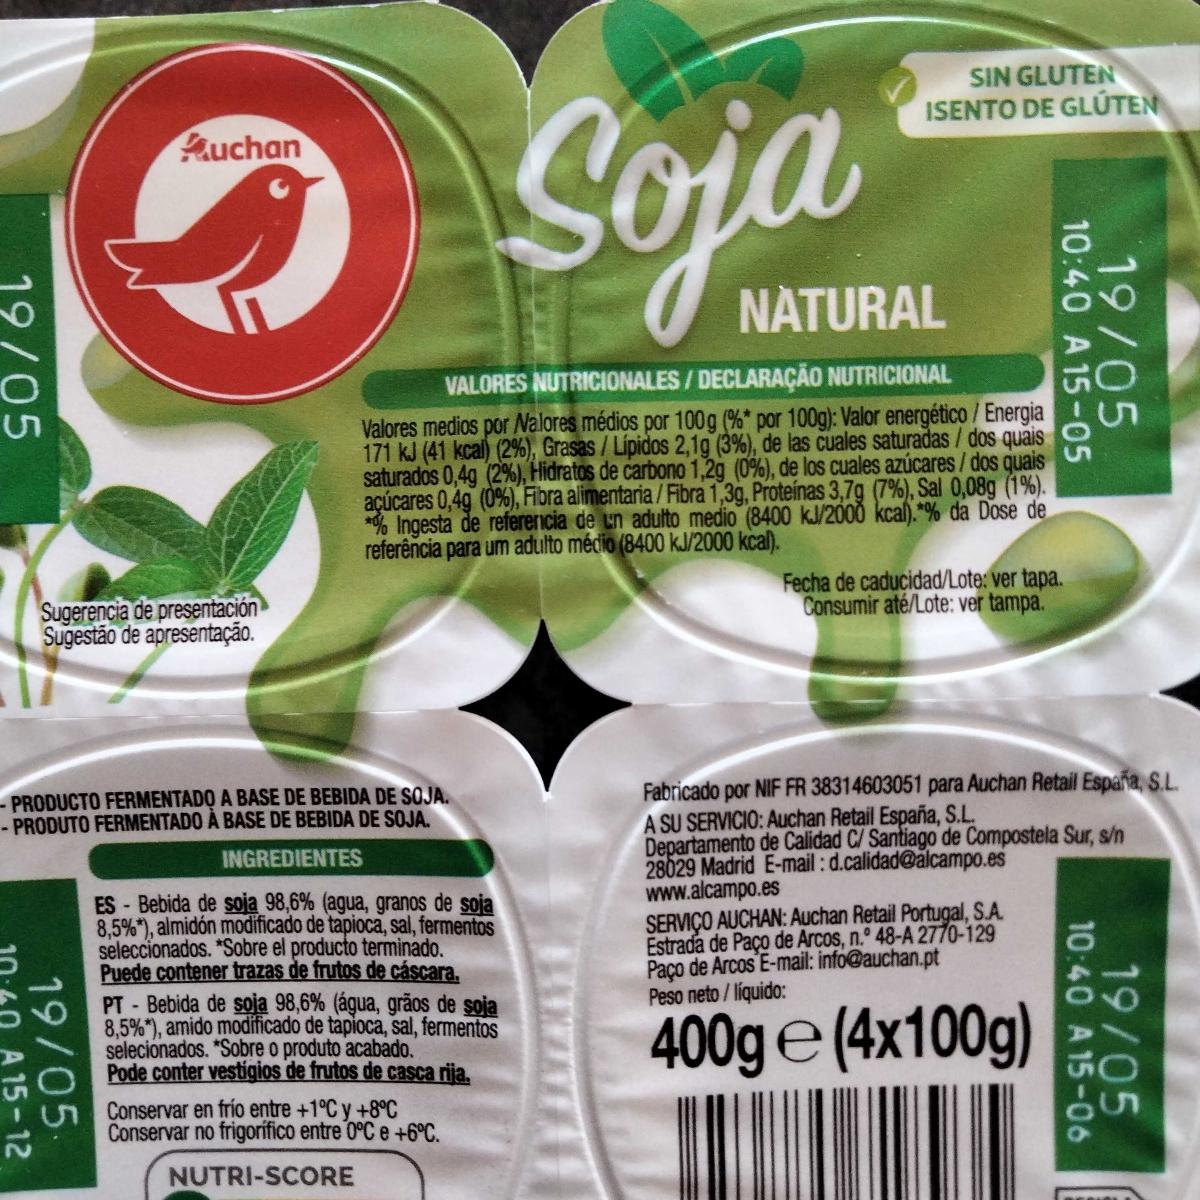 Auchan
Soja
NATURAL
SIN GLUTEN
ISENTO DE GLÚTEN
19/05
19/05
10:40 A15-05
VALORES NUTRICIONALES / DECLARAÇÃO NUTRICIONAL
Valores medios por /Valores médios por 100g (%* por 100g): Valor energético / Energia
171 kJ (41 kcal) (2%), Grasas / Lípidos 2,1g (3%), de las cuales saturadas / dos quais
saturados 0,4g (2%), Hidratos de carbono 1,2g (0%), de los cuales azúcares / dos quais
açúcares 0,4g (0%), Fibra alimentaria / Fibra 1,3g, Proteínas 3,7g (7%), Sal 0,08g (1%).
*% Ingesta de referencia de un adulto medio (8400 kJ/2000 kcal).*% da Dose de
referência para um adulto médio (8400 kJ/2000 kcal).
Fecha de caducidad/Lote: ver tapa.
Consumir até/Lote: ver tampa.
Sugerencia de presentación
Sugestão de apresentação.
- PRODUCTO FERMENTADO A BASE DE BEBIDA DE SOJA.
- PRODUTO FERMENTADO À BASE DE BEBIDA DE SOJA.
INGREDIENTES
ES - Bebida de soja 98,6% (agua, granos de soja
8,5%*), almidón modificado de tapioca, sal, fermentos
seleccionados. *Sobre el producto terminado.
Puede contener trazas de frutos de cáscara.
PT - Bebida de soja 98,6% (água, grãos de soja
8,5%*), amido modificado de tapioca, sal, fermentos
selecionados. *Sobre o produto acabado.
Pode conter vestígios de frutos de casca rija.
Conservar en frío entre +1ºC y +8ºC
Conservar no frigorífico entre 0ºC e +6ºC.
NUTRI-SCORE
19/05
10:40 A15-12
Fabricado por NIF FR 38314603051 para Auchan Retail España, S.L.
A SU SERVICIO: Auchan Retail España, S.L.
Departamento de Calidad C/ Santiago de Compostela Sur, s/n
28029 Madrid E-mail : d.calidad@alcampo.es
www.alcampo.es
SERVIÇO AUCHAN: Auchan Retail Portugal, S.A.
Estrada de Paço de Arcos, n.º 48-A 2770-129
Paço de Arcos E-mail: info@auchan.pt
Peso neto / líquido:
400g e (4x100g)
19/05
10:40 A15-06